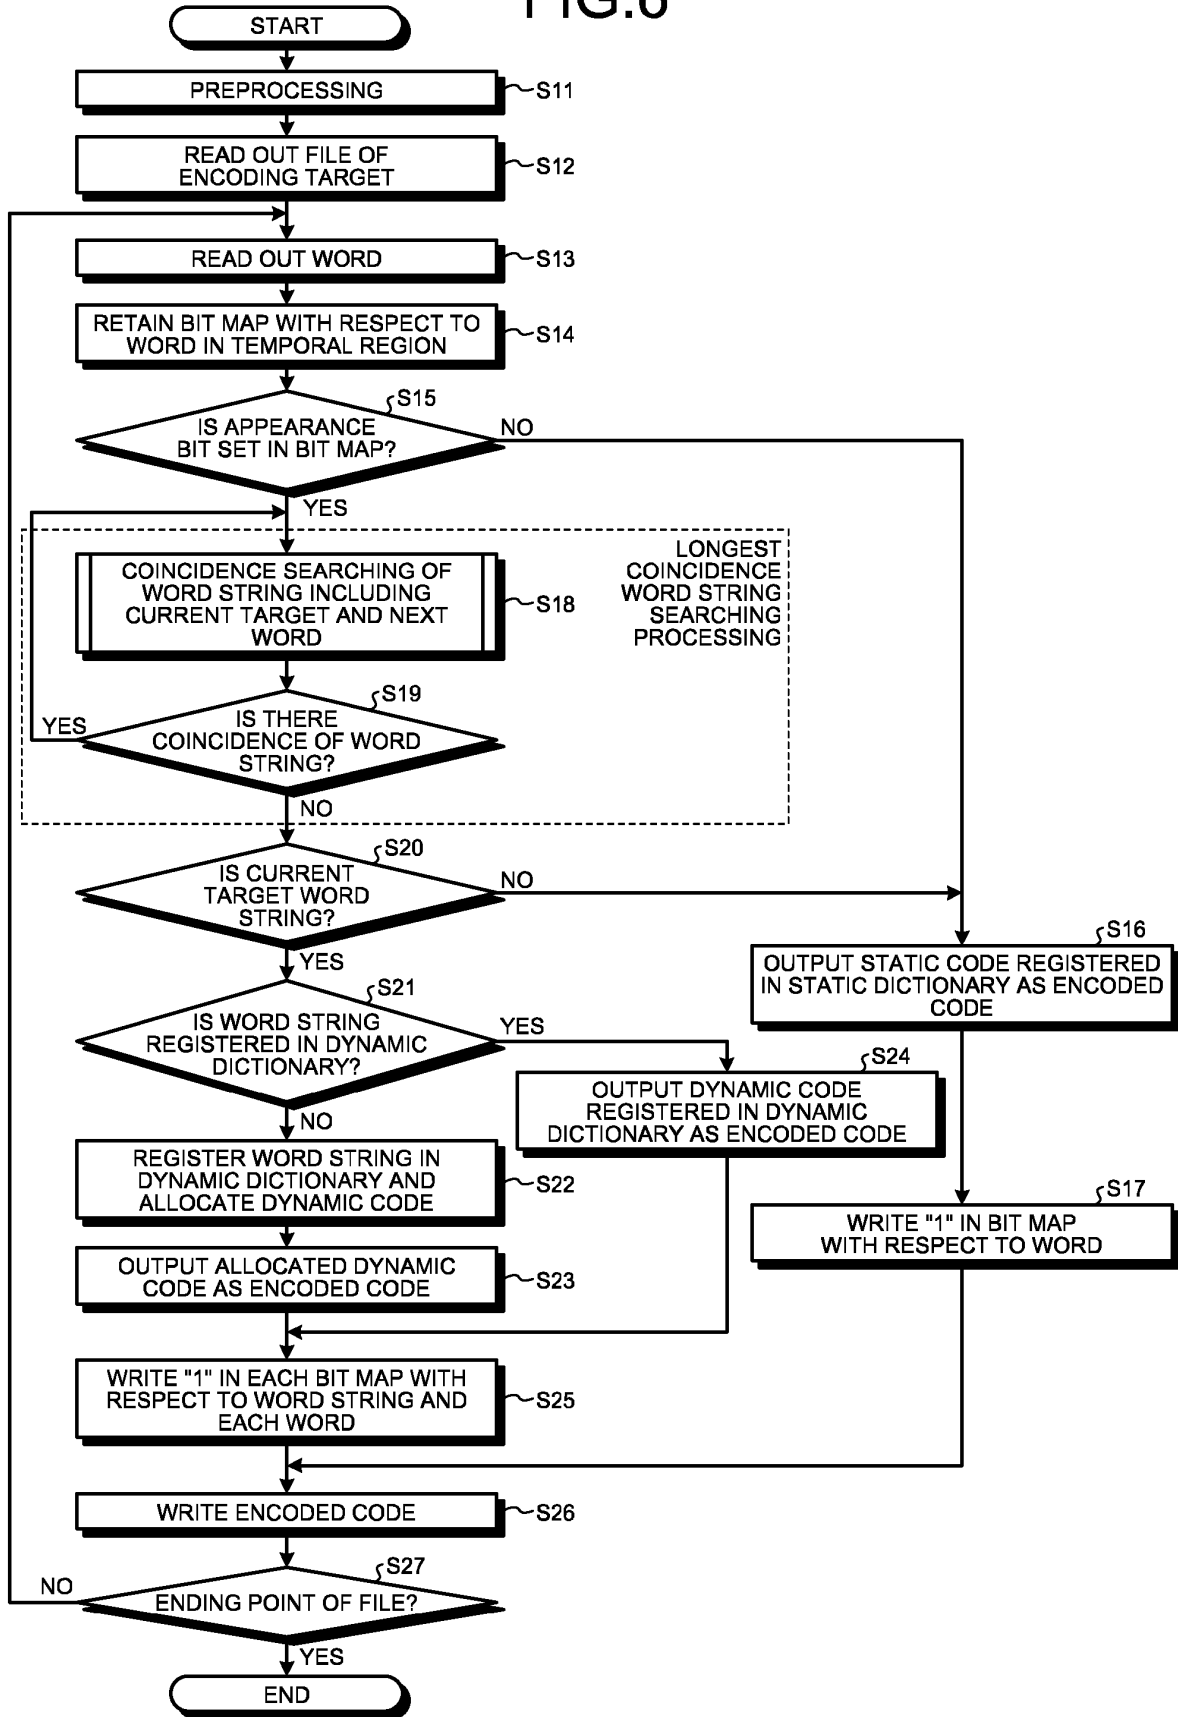 FIG.6
START
PREPROCESSING
S11
READ OUT FILE OF
ENCODING TARGET
S12
READ OUT WORD
S13
RETAIN BIT MAP WITH RESPECT TO
WORD IN TEMPORAL REGION
S14
S15
IS APPEARANCE
BIT SET IN BIT MAP?
NO
YES
LONGEST
COINCIDENCE
WORD STRING
SEARCHING
PROCESSING
COINCIDENCE SEARCHING OF
WORD STRING INCLUDING
CURRENT TARGET AND NEXT
WORD
S18
S19
YES
IS THERE
COINCIDENCE OF WORD
STRING?
NO
S20
IS CURRENT
TARGET WORD
STRING?
NO
YES
S16
OUTPUT STATIC CODE REGISTERED
IN STATIC DICTIONARY AS ENCODED
CODE
S21
IS WORD STRING
REGISTERED IN DYNAMIC
DICTIONARY?
YES
NO
S24
OUTPUT DYNAMIC CODE
REGISTERED IN DYNAMIC
DICTIONARY AS ENCODED CODE
REGISTER WORD STRING IN
DYNAMIC DICTIONARY AND
ALLOCATE DYNAMIC CODE
S22
S17
WRITE "1" IN BIT MAP
WITH RESPECT TO WORD
OUTPUT ALLOCATED DYNAMIC
CODE AS ENCODED CODE
S23
WRITE "1" IN EACH BIT MAP WITH
RESPECT TO WORD STRING AND
EACH WORD
S25
WRITE ENCODED CODE
S26
S27
NO
ENDING POINT OF FILE?
YES
END